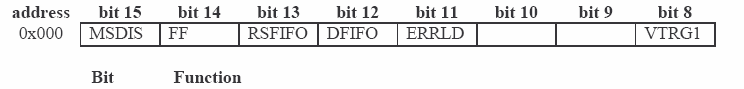 address bit 15 bit 14 bit 13 bit 12 bit 11 bit 10 bit 9 bit 8
0x000 MSDIS FF RSFIFO DFIFO ERRLD VTRG1
Bit Function